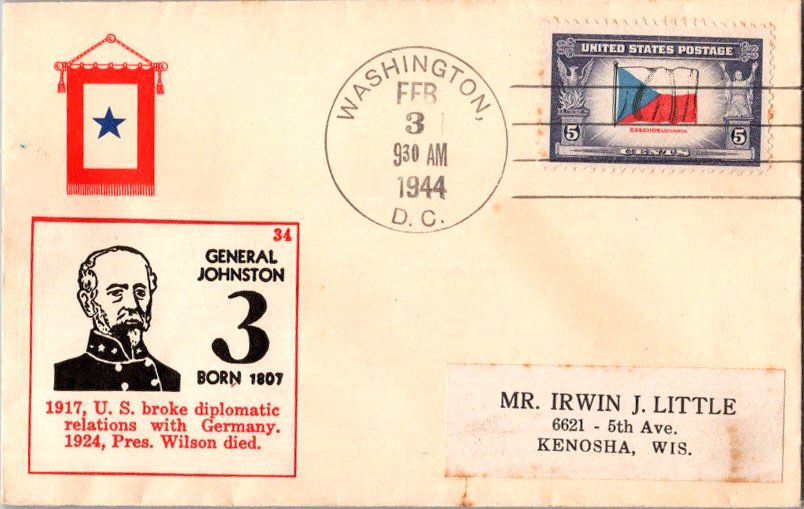 WASHINGTON,
FEB
3
930 AM
1944
D. C.
UNITED STATES POSTAGE
CZECHOSLOVAKIA
5 5
CENTS
34
GENERAL
JOHNSTON
3
BORN 1807
1917, U. S. broke diplomatic
relations with Germany.
1924, Pres. Wilson died.
MR. IRWIN J. LITTLE
6621 - 5th Ave.
KENOSHA, WIS.